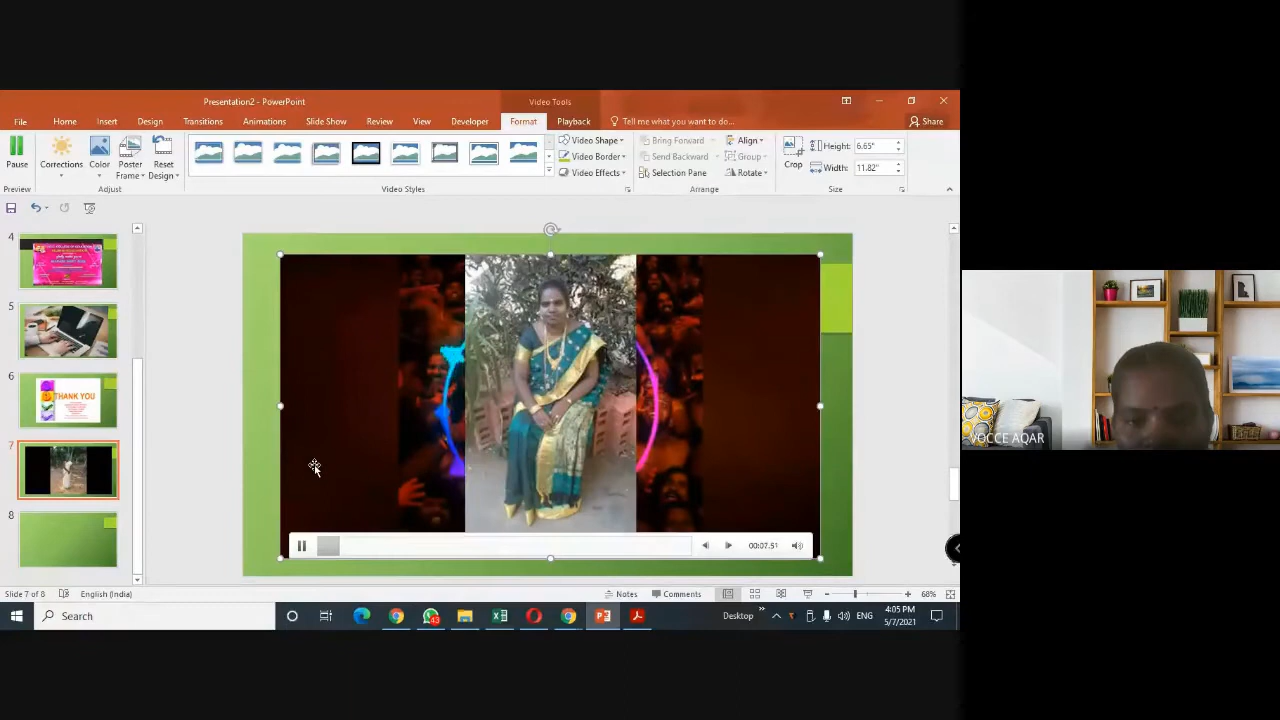 Presentation2 - PowerPoint
Video Tools
File
Home
Insert
Design
Transitions
Animations
Slide Show
Review
View
Developer
Format
Playback
Tell me what you want to do...
Share
Pause
Corrections
Color
Poster Frame
Reset Design
Video Shape
Video Border
Video Effects
Bring Forward
Send Backward
Selection Pane
Align
Group
Rotate
Crop
Height: 6.65"
Width: 11.82"
Preview
Adjust
Video Styles
Arrange
Size
4
5
6
THANK YOU
7
8
00:07.51
VOCCE AQAR
Slide 7 of 8
English (India)
Notes
Comments
68%
Search
43
Desktop
ENG
4:05 PM
5/7/2021